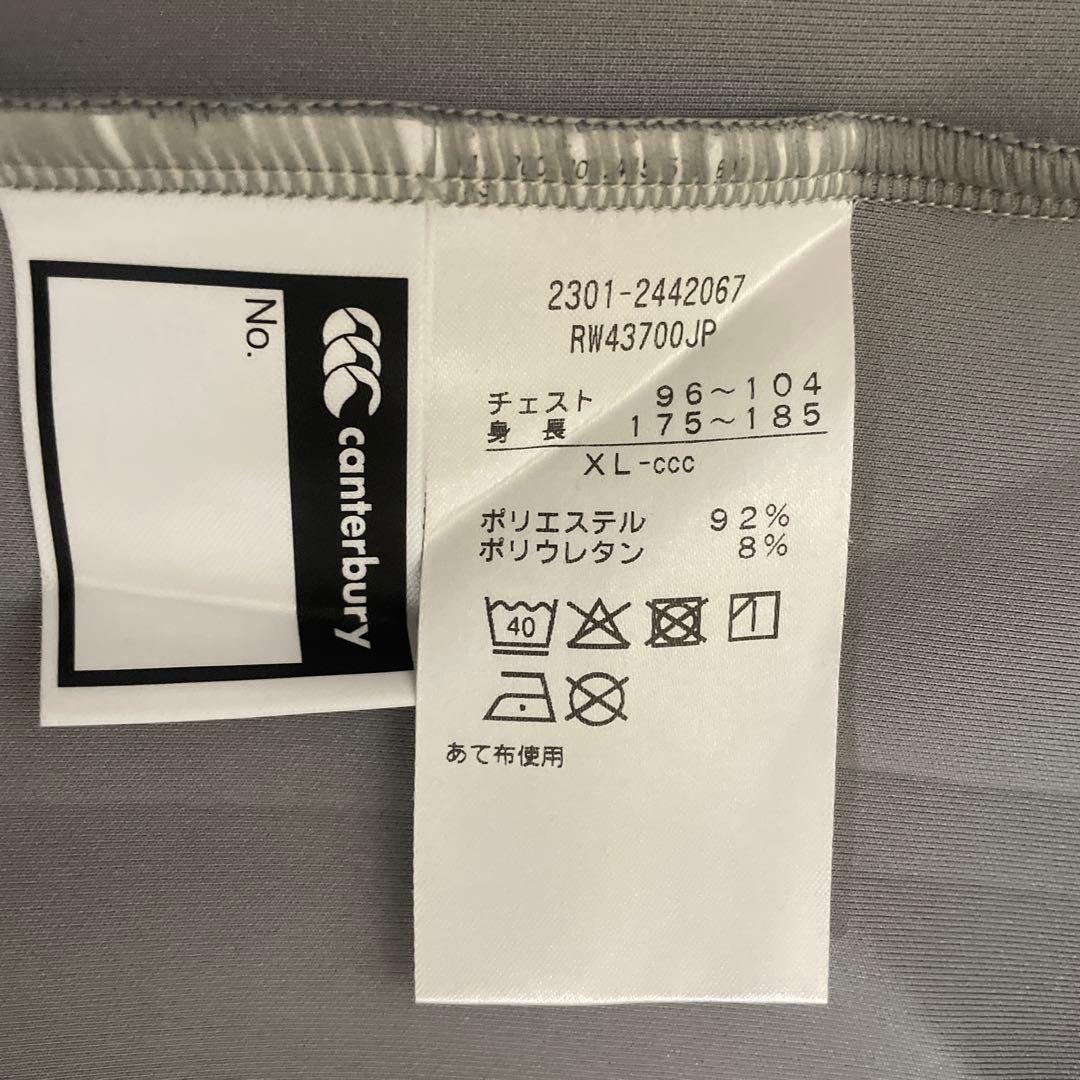 No.
canterbury
2301-2442067
RW43700JP
チェスト 96～104
身長 175～185
XL-ccc
ポリエステル 92%
ポリウレタン 8%
40
あて布使用